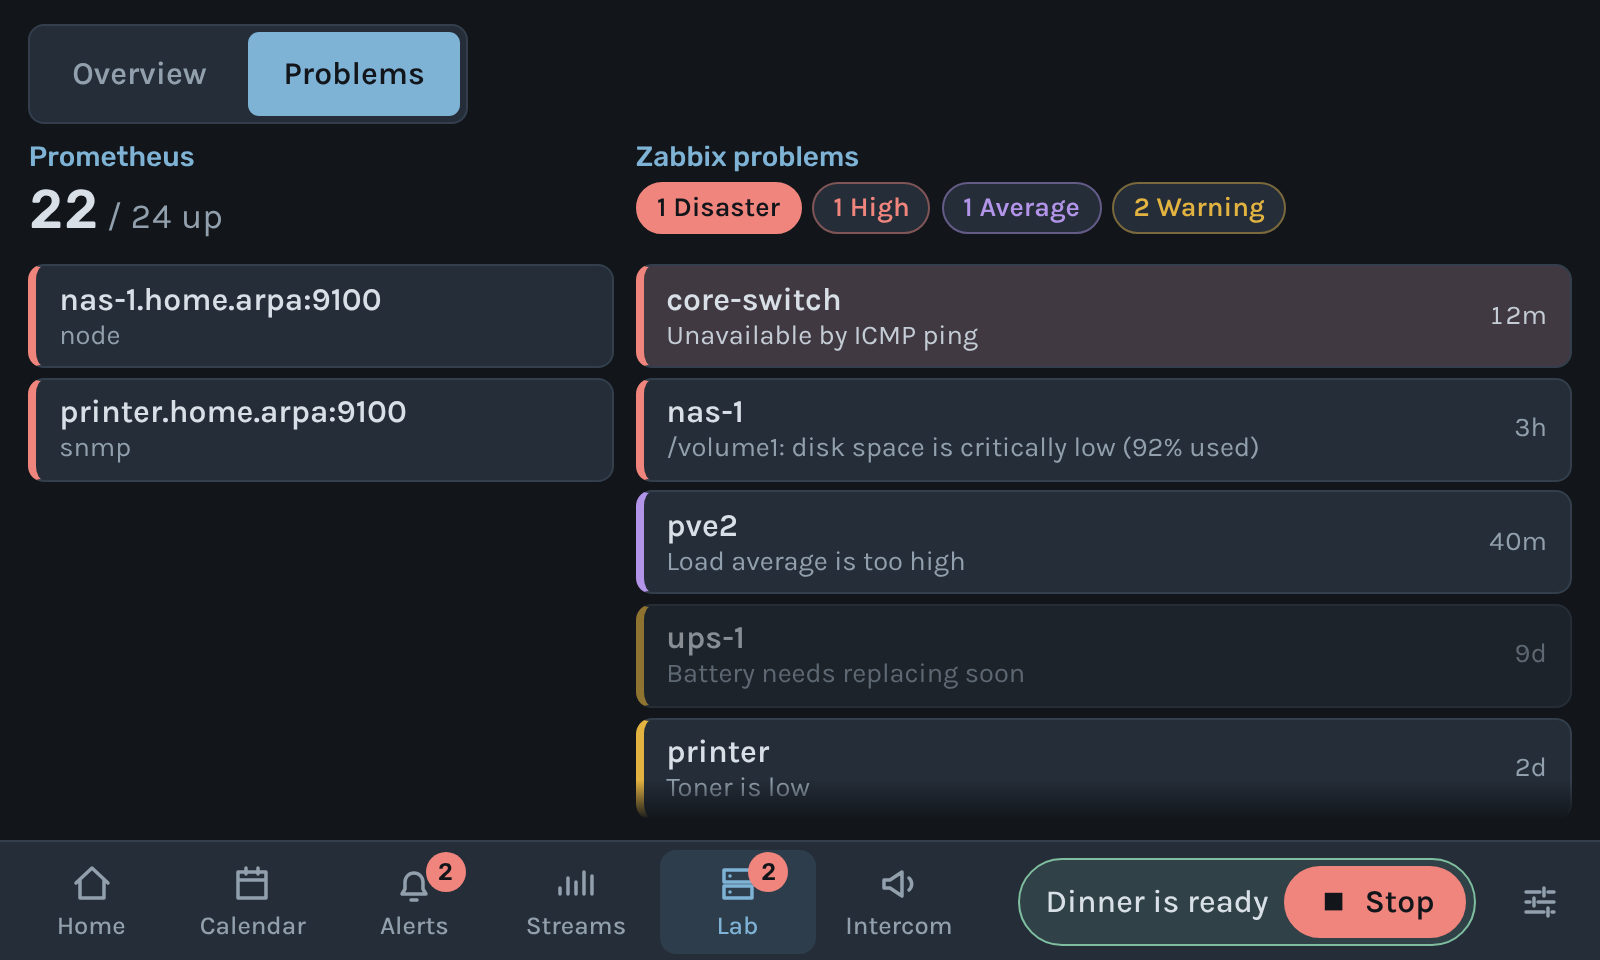 Overview
Problems
Prometheus
22 / 24 up
nas-1.home.arpa:9100
node
printer.home.arpa:9100
snmp
Zabbix problems
1 Disaster
1 High
1 Average
2 Warning
core-switch
Unavailable by ICMP ping
12m
nas-1
/volume1: disk space is critically low (92% used)
3h
pve2
Load average is too high
40m
ups-1
Battery needs replacing soon
9d
printer
Toner is low
2d
Home
Calendar
2
Alerts
Streams
2
Lab
Intercom
Dinner is ready
Stop